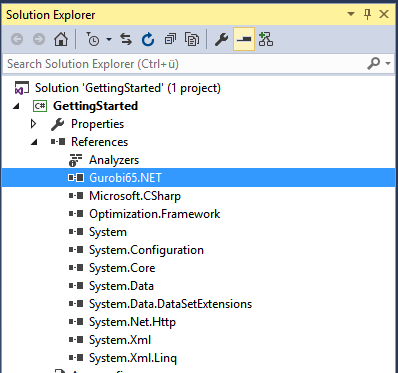 Solution Explorer
Search Solution Explorer (Ctrl+ü)
Solution 'GettingStarted' (1 project)
C# GettingStarted
Properties
References
Analyzers
Gurobi65.NET
Microsoft.CSharp
Optimization.Framework
System
System.Configuration
System.Core
System.Data
System.Data.DataSetExtensions
System.Net.Http
System.Xml
System.Xml.Linq